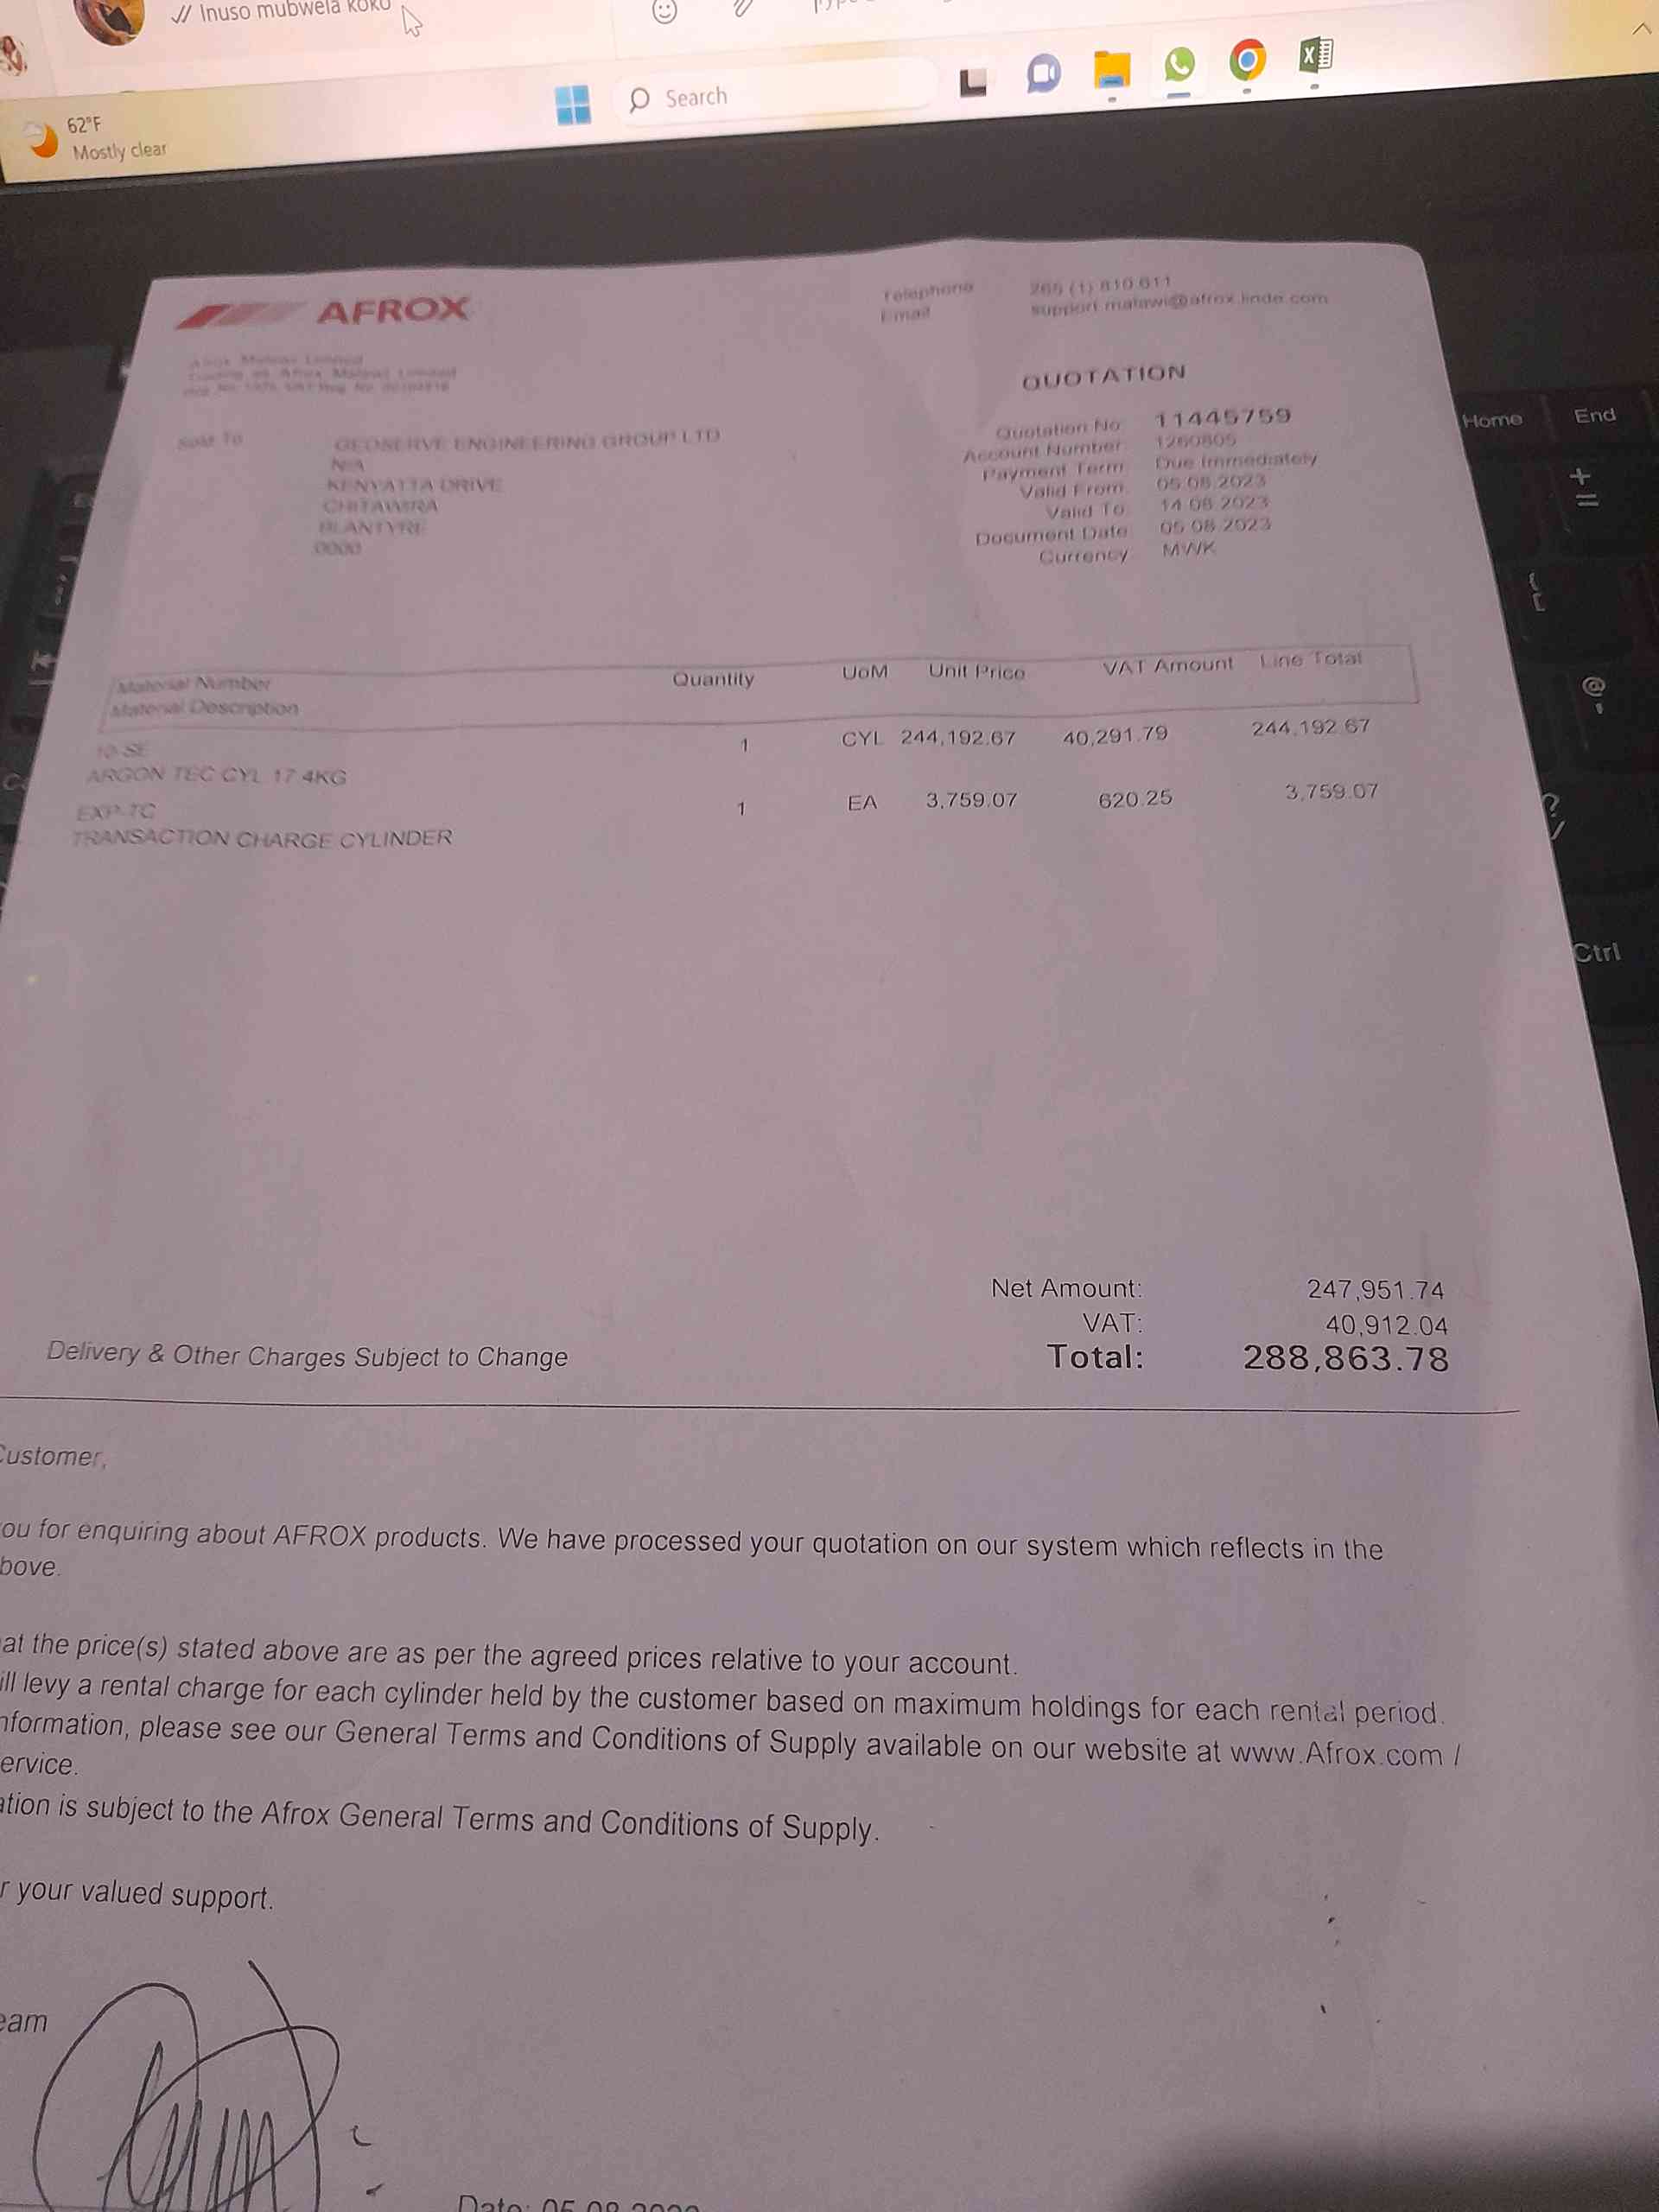 Inuso mubwela koko
Search
62°F
Mostly clear
AFROX
Telephone 265 (1) 810 611
Email support.malawi@afrox.linde.com
Afrox Malawi Limited
Trading as Afrox Malawi Limited
QUOTATION
Sold To
GEOSERVE ENGINEERING GROUP LTD
N/A
KENYATTA DRIVE
CHITAWIRA
BLANTYRE
0000
Quotation No: 11445759
Account Number: 1260805
Payment Term: Due Immediately
Valid From: 05.08.2023
Valid To: 14.08.2023
Document Date: 05.08.2023
Currency: MWK
Material Number
Material Description
Quantity UoM Unit Price VAT Amount Line Total
10-SE 1 CYL 244,192.67 40,291.79 244,192.67
ARGON TEC CYL 17.4KG
EXP-TC 1 EA 3,759.07 620.25 3,759.07
TRANSACTION CHARGE CYLINDER
Net Amount: 247,951.74
VAT: 40,912.04
Delivery & Other Charges Subject to Change Total: 288,863.78
Customer,
ou for enquiring about AFROX products. We have processed your quotation on our system which reflects in the
bove.
at the price(s) stated above are as per the agreed prices relative to your account.
ill levy a rental charge for each cylinder held by the customer based on maximum holdings for each rental period.
nformation, please see our General Terms and Conditions of Supply available on our website at www.Afrox.com /
ervice.
ation is subject to the Afrox General Terms and Conditions of Supply.
r your valued support.
eam
Date: 05.08
Home
End
+
=
{
[
@
'
?
/
Ctrl